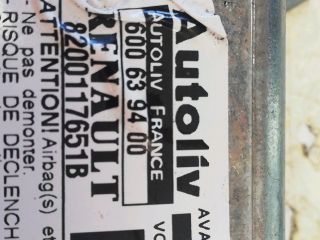 Autoliv
AUTOLIV FRANCE
600 63 94 00
RENAULT
8200117651B
ATTENTION! Airbag(s) et
- Ne pas demonter.
- RISQUE DE DECLENCH
AVA
VO